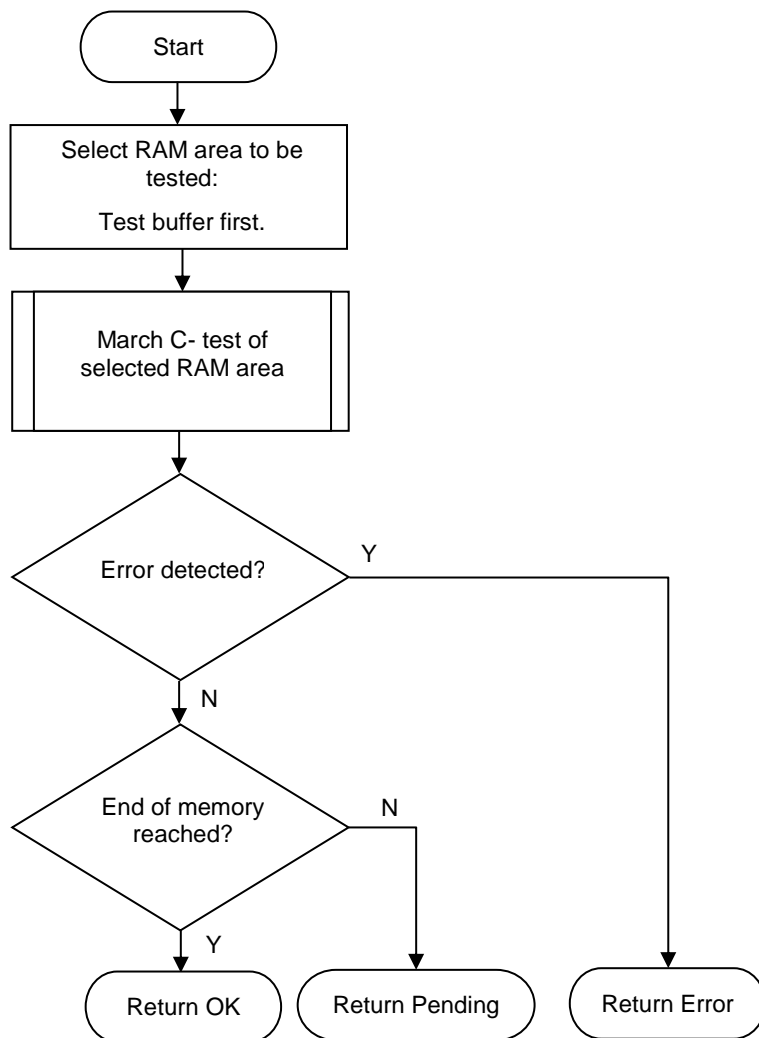 Start
Select RAM area to be
tested:
Test buffer first.
March C- test of
selected RAM area
Error detected?
Y
N
End of memory
reached?
N
Y
Return OK
Return Pending
Return Error